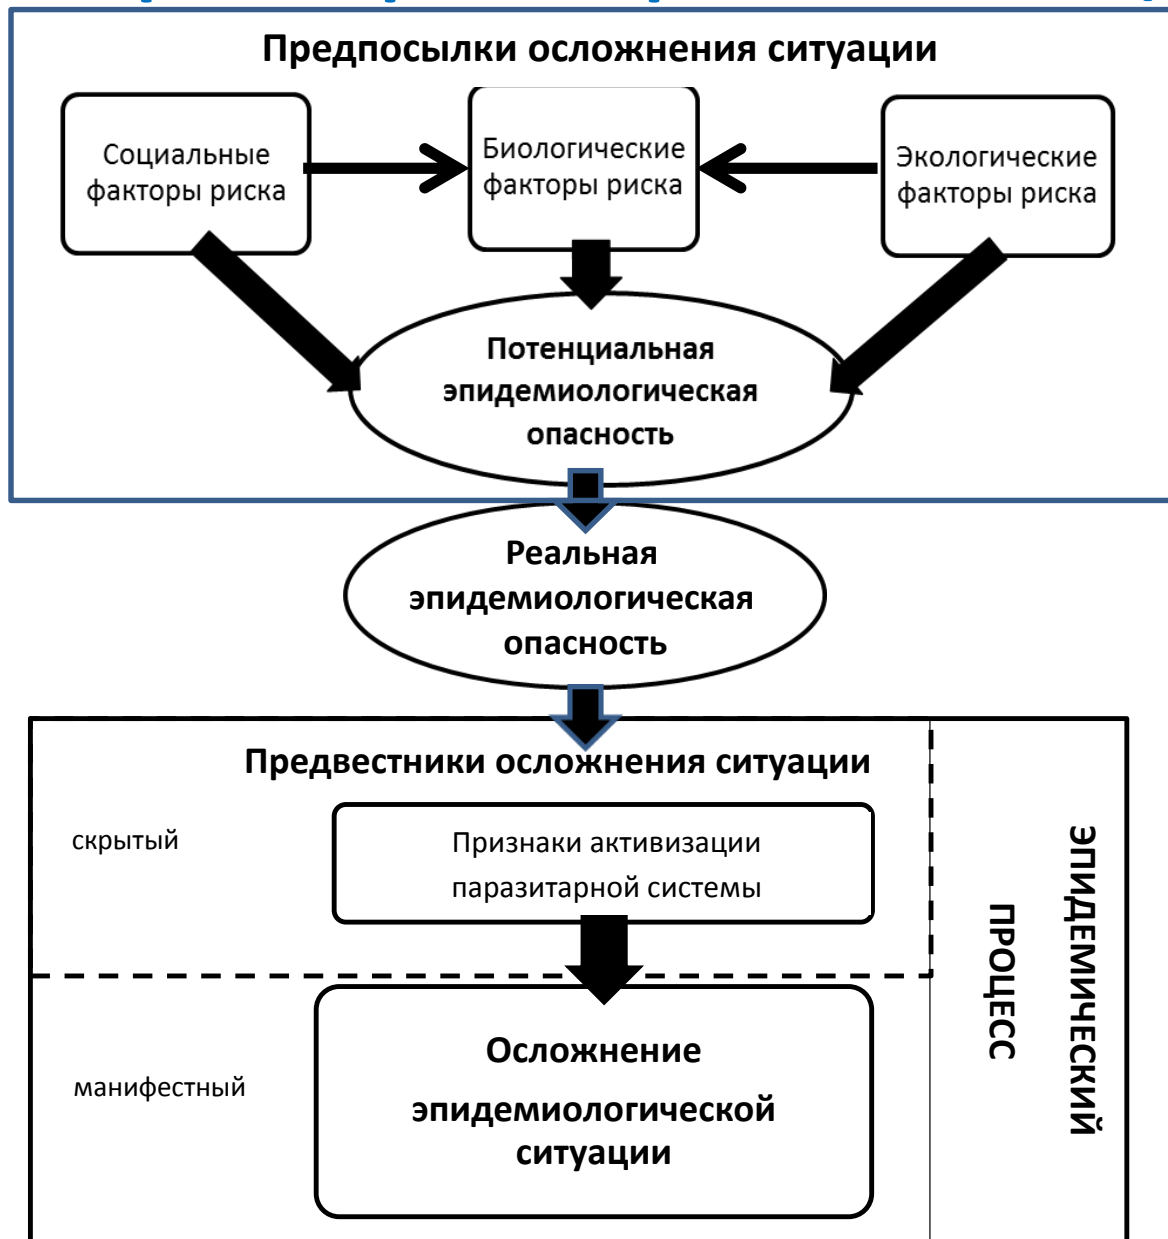 Предпосылки осложнения ситуации
Социальные
факторы риска
Биологические
факторы риска
Экологические
факторы риска
Потенциальная
эпидемиологическая
опасность
Реальная
эпидемиологическая
опасность
Предвестники осложнения ситуации
скрытый
Признаки активизации
паразитарной системы
манифестный
Осложнение
эпидемиологической
ситуации
ЭПИДЕМИЧЕСКИЙ
ПРОЦЕСС